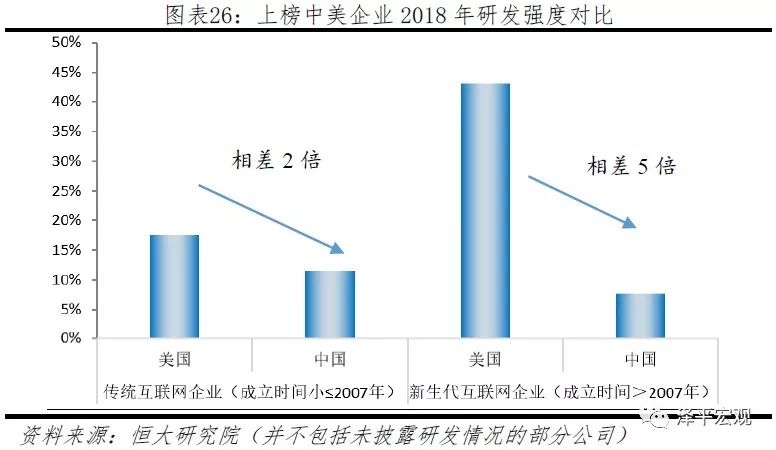 图表26：上榜中美企业 2018 年研发强度对比
50%
45%
40%
35%
30%
25%
20%
15%
10%
5%
0%
相差 2 倍
相差 5 倍
美国 中国 美国 中国
传统互联网企业（成立时间小≤2007年） 新生代互联网企业（成立时间＞2007年）
泽平宏观
资料来源：恒大研究院（并不包括未披露研发情况的部分公司）